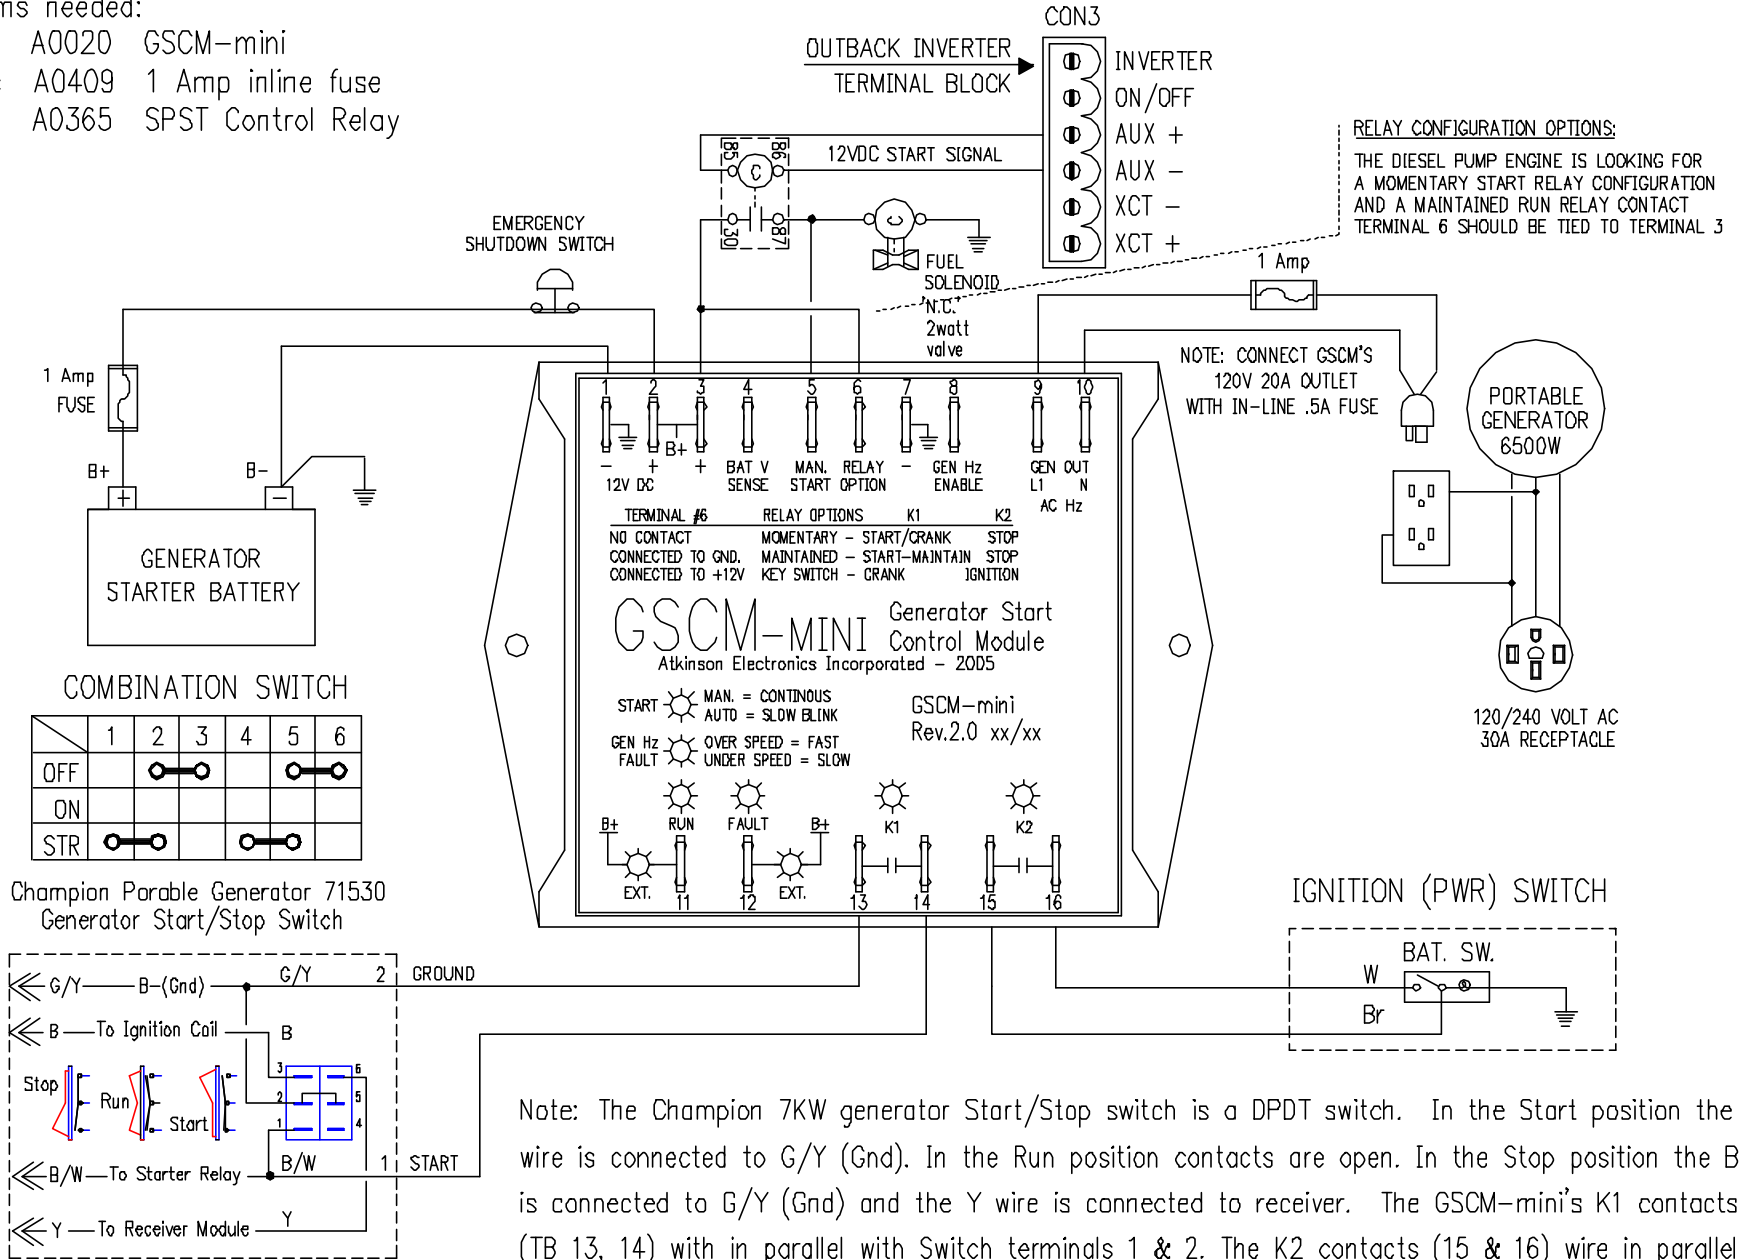 ms needed:
A0020 GSCM-mini
A0409 1 Amp inline fuse
A0365 SPST Control Relay
CON3
OUTBACK INVERTER
TERMINAL BLOCK
INVERTER
ON/OFF
AUX +
AUX -
XCT -
XCT +
12VDC START SIGNAL
85
86
C
30
87
C
FUEL
SOLENOID
'N.C.'
2watt
valve
RELAY CONFIGURATION OPTIONS:
THE DIESEL PUMP ENGINE IS LOOKING FOR
A MOMENTARY START RELAY CONFIGURATION
AND A MAINTAINED RUN RELAY CONTACT
TERMINAL 6 SHOULD BE TIED TO TERMINAL 3
EMERGENCY
SHUTDOWN SWITCH
1 Amp
1 Amp
FUSE
B+
B-
+
-
GENERATOR
STARTER BATTERY
NOTE: CONNECT GSCM'S
120V 20A OUTLET
WITH IN-LINE .5A FUSE
PORTABLE
GENERATOR
6500W
120/240 VOLT AC
30A RECEPTACLE
1 2 3 4 5 6 7 8 9 10
B+
- + + BAT V MAN. RELAY - GEN Hz GEN OUT
12V DC SENSE START OPTION ENABLE L1 N
AC Hz
TERMINAL #6 RELAY OPTIONS K1 K2
NO CONTACT MOMENTARY - START/CRANK STOP
CONNECTED TO GND. MAINTAINED - START-MAINTAIN STOP
CONNECTED TO +12V KEY SWITCH - CRANK IGNITION
GSCM-MINI Generator Start
Control Module
Atkinson Electronics Incorporated - 2005
START MAN. = CONTINOUS
AUTO = SLOW BLINK
GSCM-mini
Rev.2.0 xx/xx
GEN Hz OVER SPEED = FAST
FAULT UNDER SPEED = SLOW
B+ RUN FAULT B+ K1 K2
EXT. EXT.
11 12 13 14 15 16
COMBINATION SWITCH
1 2 3 4 5 6
OFF
ON
STR
Champion Porable Generator 71530
Generator Start/Stop Switch
G/Y B-(Gnd) G/Y 2 GROUND
B To Ignition Coil B
Stop Run Start
3 6
2 5
1 4
B/W To Starter Relay B/W 1 START
Y To Receiver Module Y
IGNITION (PWR) SWITCH
BAT. SW.
W
Br
Note: The Champion 7KW generator Start/Stop switch is a DPDT switch. In the Start position the
wire is connected to G/Y (Gnd). In the Run position contacts are open. In the Stop position the B
is connected to G/Y (Gnd) and the Y wire is connected to receiver. The GSCM-mini's K1 contacts
(TB 13, 14) with in parallel with Switch terminals 1 & 2. The K2 contacts (15 & 16) wire in parallel